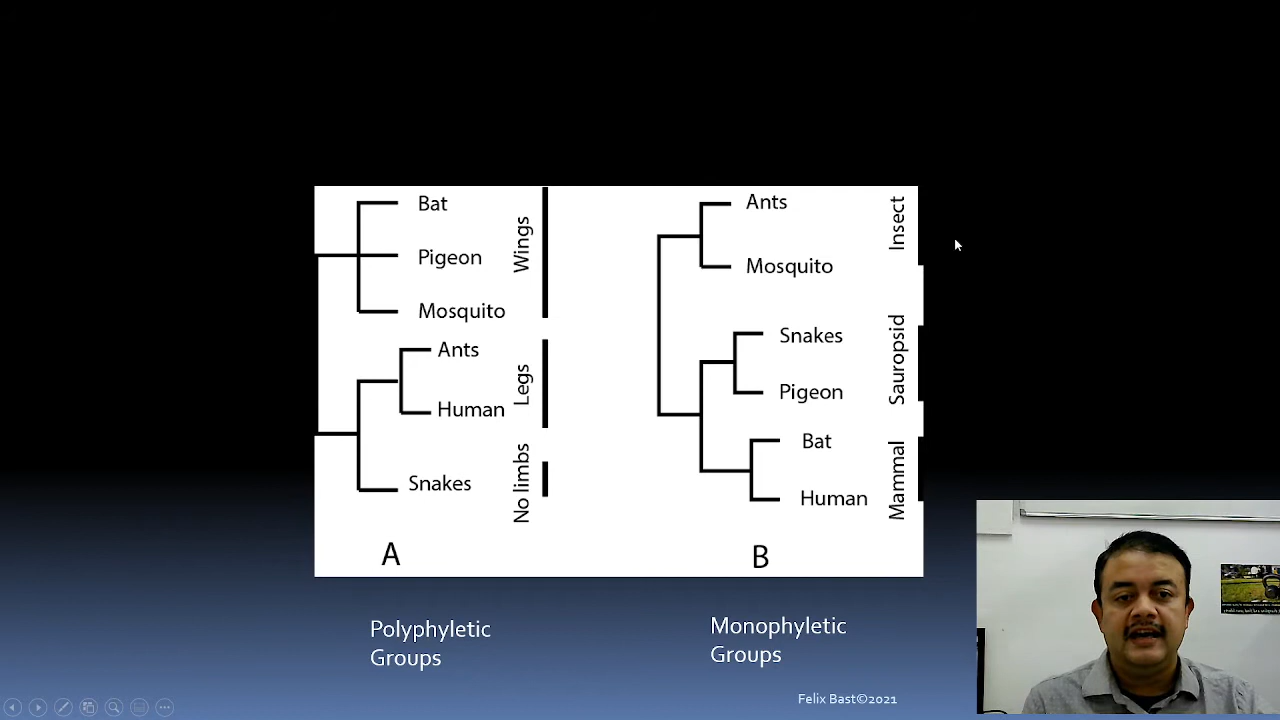 Bat
Pigeon
Mosquito
Wings
Ants
Human
Legs
Snakes
No limbs
A
Ants
Mosquito
Insect
Snakes
Pigeon
Sauropsid
Bat
Human
Mammal
B
Polyphyletic
Groups
Monophyletic
Groups
Felix Bast©2021